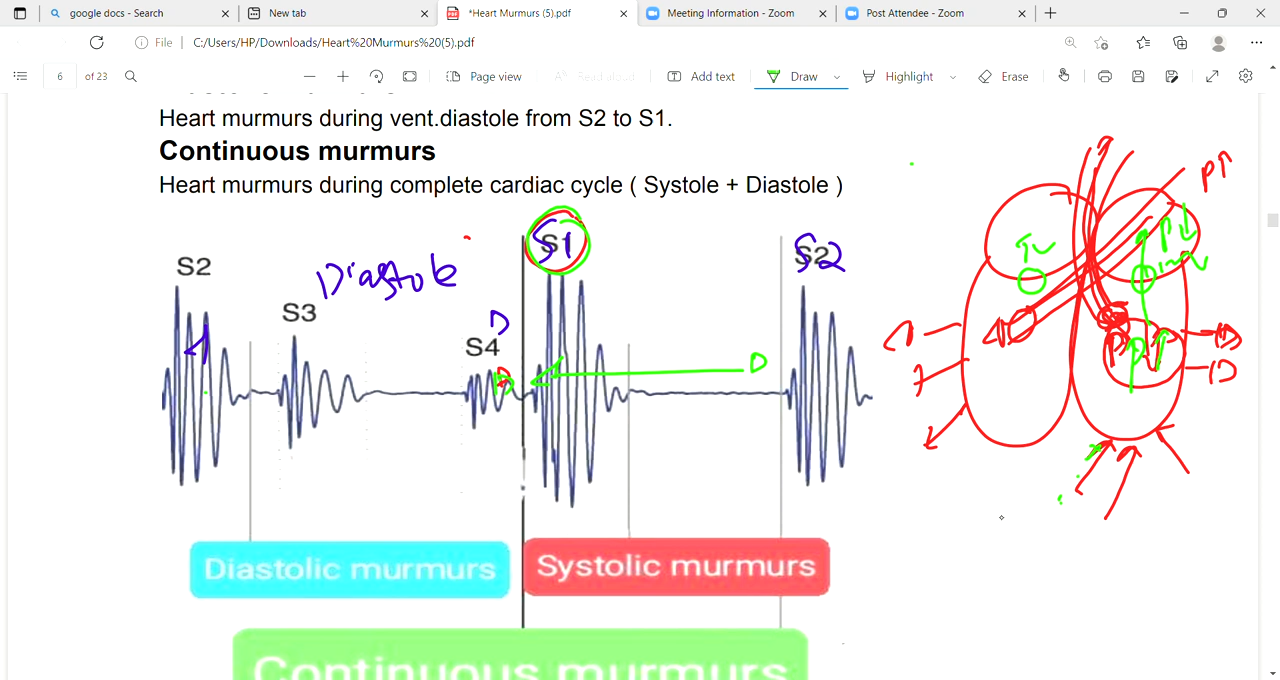 google docs - Search
New tab
*Heart Murmurs (5).pdf
Meeting Information - Zoom
Post Attendee - Zoom
File
C:/Users/HP/Downloads/Heart%20Murmurs%20(5).pdf
6 of 23
Page view
Read aloud
Add text
Draw
Highlight
Erase
Heart murmurs during vent.diastole from S2 to S1.
Continuous murmurs
Heart murmurs during complete cardiac cycle ( Systole + Diastole )
P↑
S1
S2
S2
Diastole
S3
S4
TV
P↓
Diastolic murmurs
Systolic murmurs
Continuous murmurs